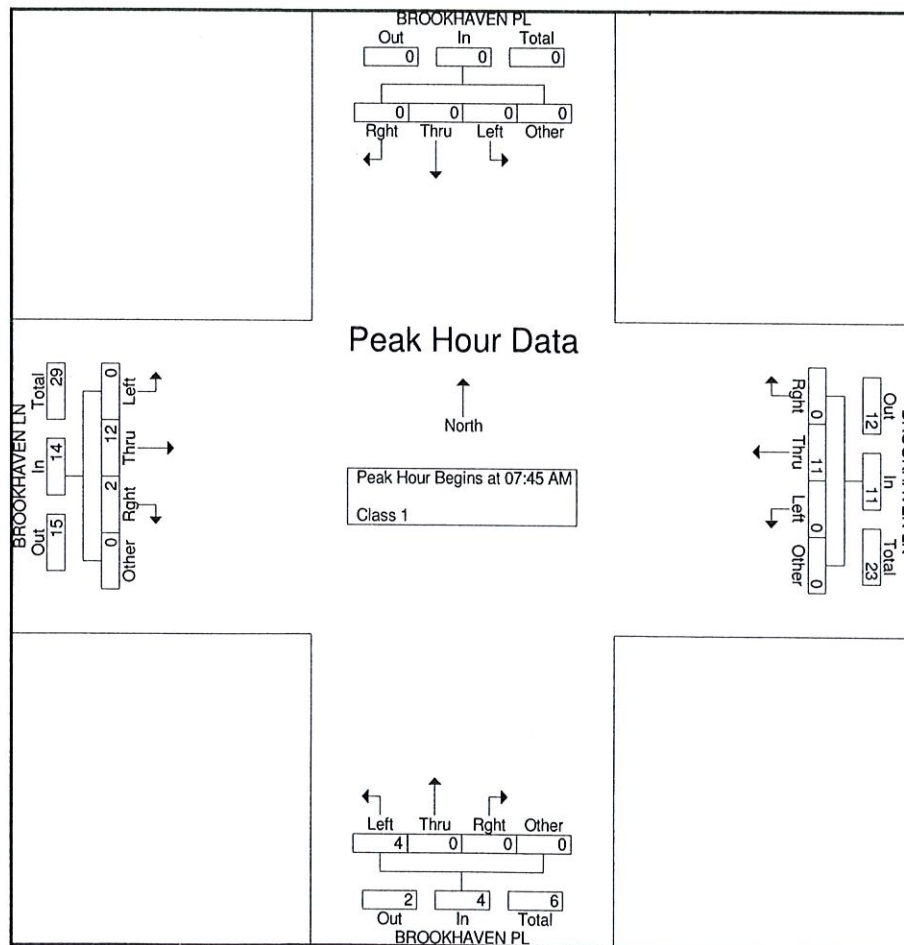 BROOKHAVEN PL
Out In Total
0 0 0
0 0 0 0
Rght Thru Left Other
Peak Hour Data
North
Peak Hour Begins at 07:45 AM
Class 1
BROOKHAVEN LN
Out In Total
15 14 29
0 12 2 0
Left Thru Rght Other
Out In Total
12 11 23
0 11 0 0
Rght Thru Left Other
Left Thru Rght Other
4 0 0 0
2 4 6
Out In Total
BROOKHAVEN PL